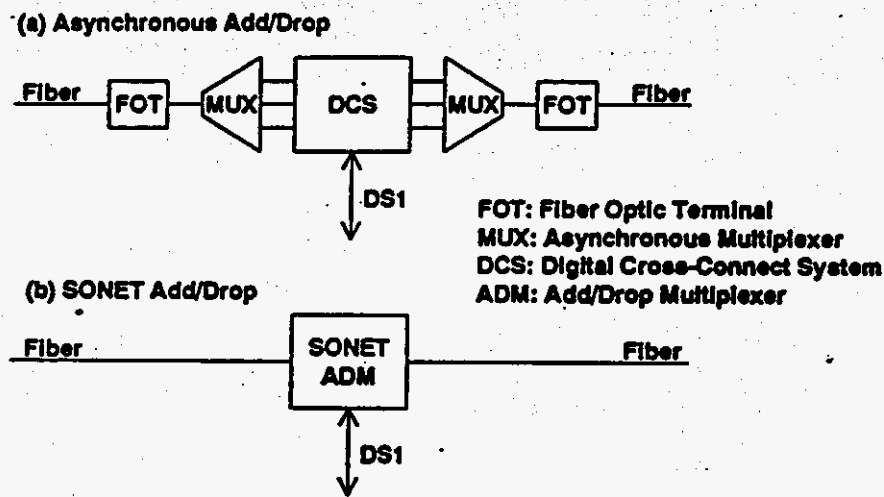 (a) Asynchronous Add/Drop
Fiber
FOT
MUX
DCS
MUX
FOT
Fiber
DS1
FOT: Fiber Optic Terminal
MUX: Asynchronous Multiplexer
DCS: Digital Cross-Connect System
ADM: Add/Drop Multiplexer
(b) SONET Add/Drop
Fiber
SONET
ADM
Fiber
DS1